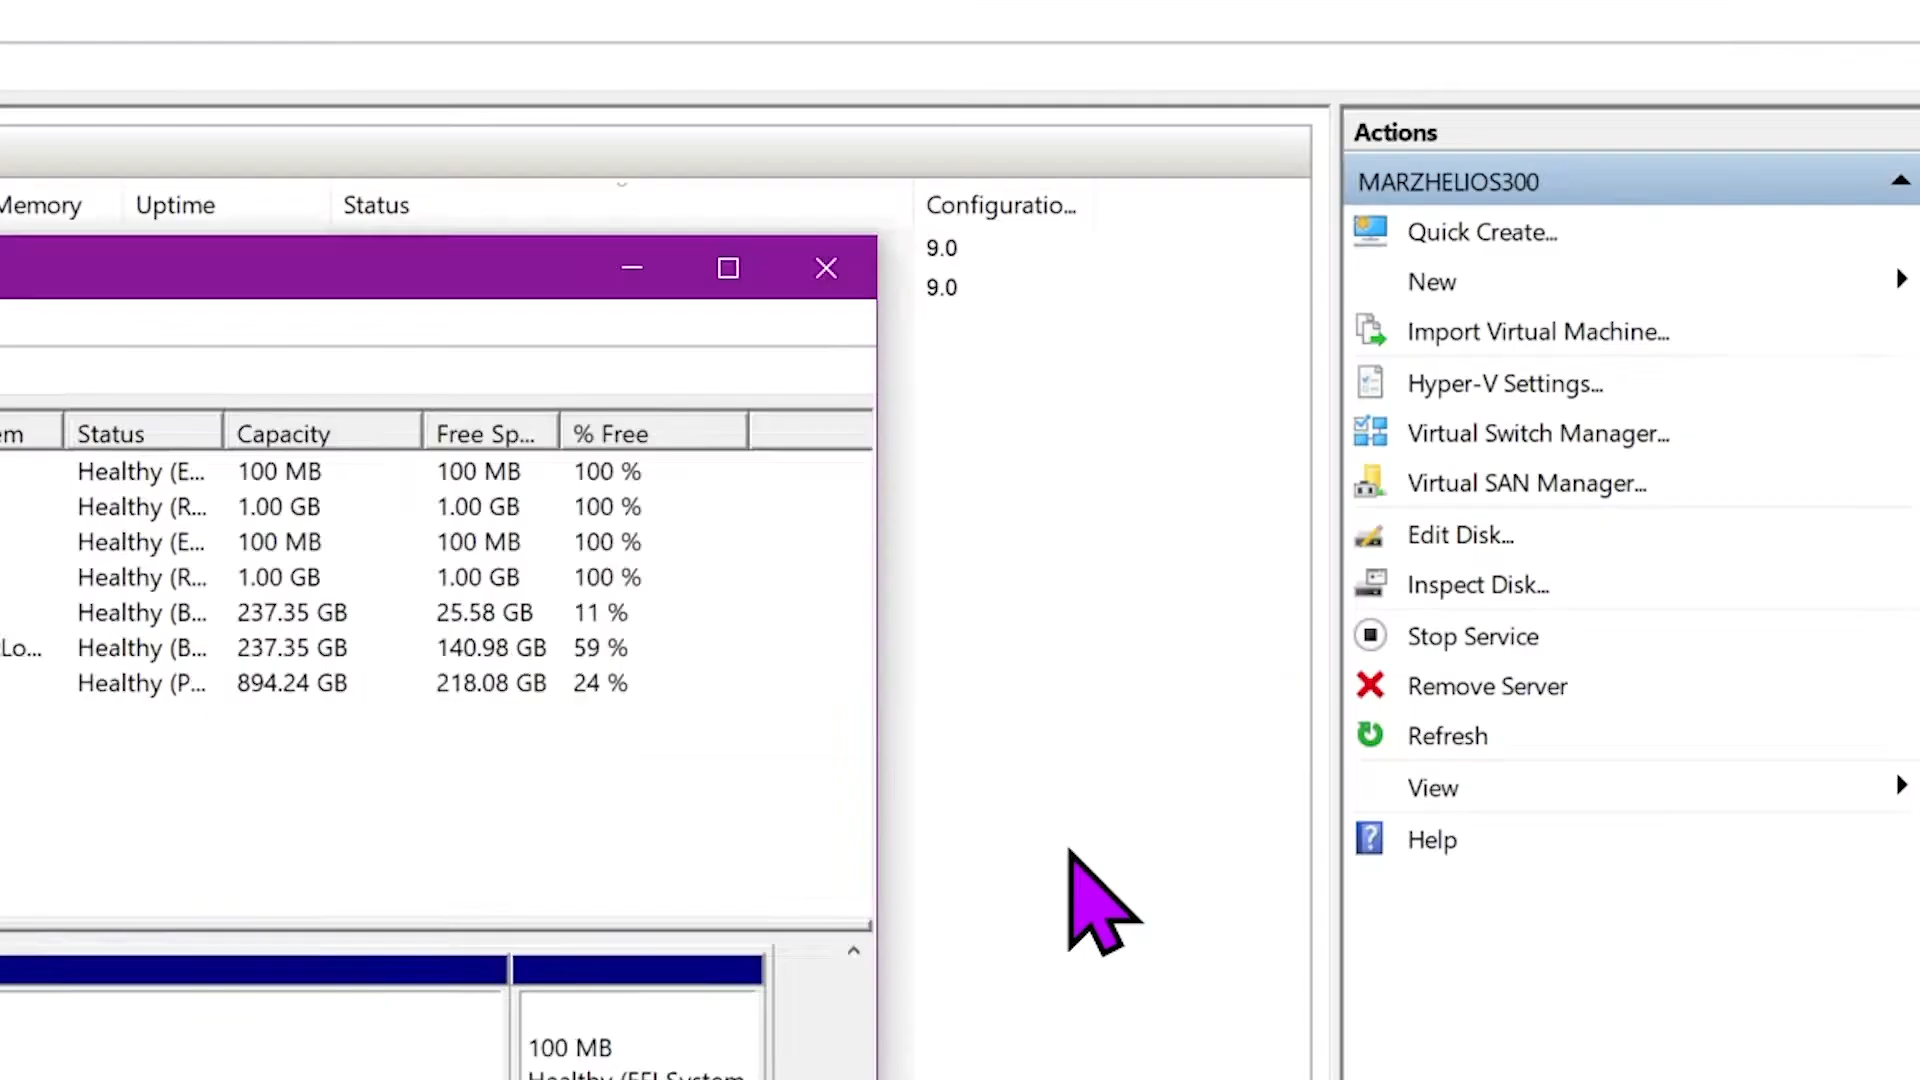 Memory Uptime Status Configuratio...
9.0
9.0
em Status Capacity Free Sp... % Free
Healthy (E... 100 MB 100 MB 100 %
Healthy (R... 1.00 GB 1.00 GB 100 %
Healthy (E... 100 MB 100 MB 100 %
Healthy (R... 1.00 GB 1.00 GB 100 %
Healthy (B... 237.35 GB 25.58 GB 11 %
Lo... Healthy (B... 237.35 GB 140.98 GB 59 %
Healthy (P... 894.24 GB 218.08 GB 24 %
100 MB
Healthy (EFI System
Actions
MARZHELIOS300
Quick Create...
New
Import Virtual Machine...
Hyper-V Settings...
Virtual Switch Manager...
Virtual SAN Manager...
Edit Disk...
Inspect Disk...
Stop Service
Remove Server
Refresh
View
Help